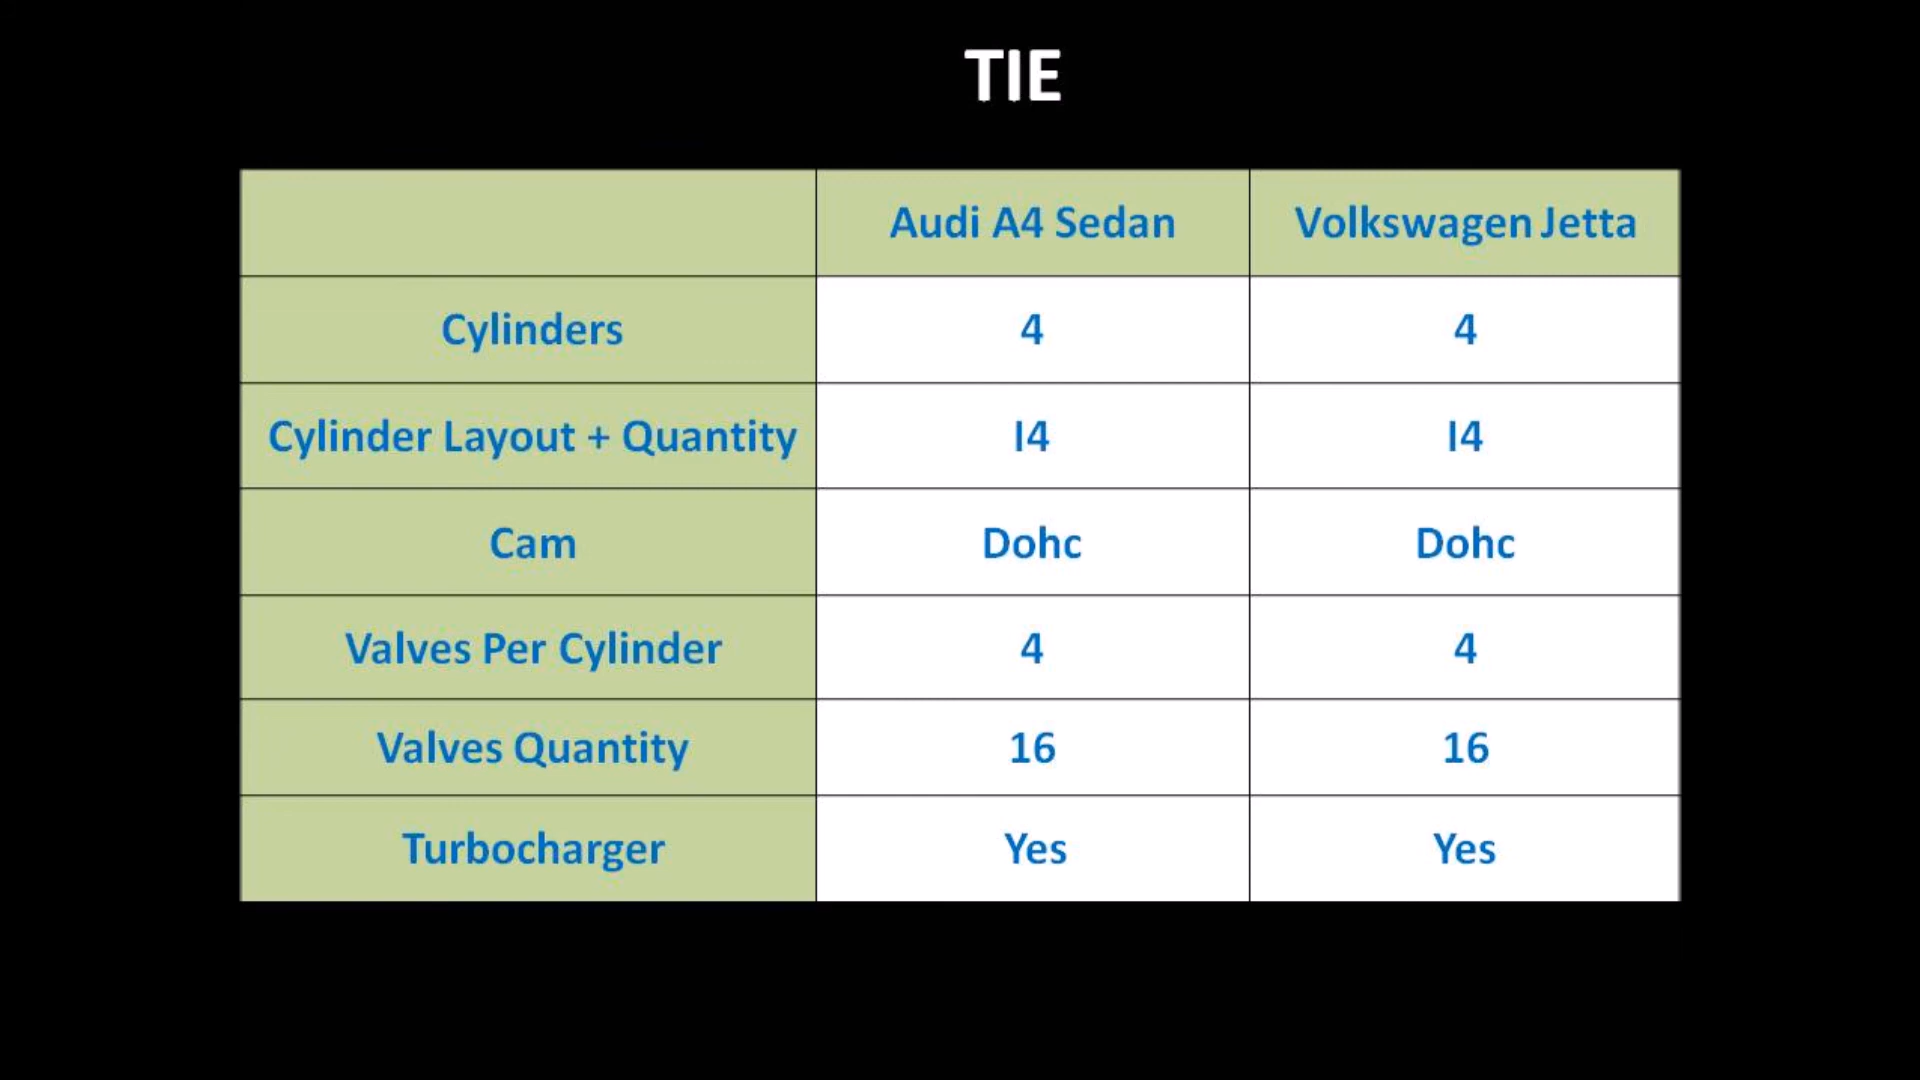 TIE
Audi A4 Sedan Volkswagen Jetta
Cylinders 4 4
Cylinder Layout + Quantity I4 I4
Cam Dohc Dohc
Valves Per Cylinder 4 4
Valves Quantity 16 16
Turbocharger Yes Yes